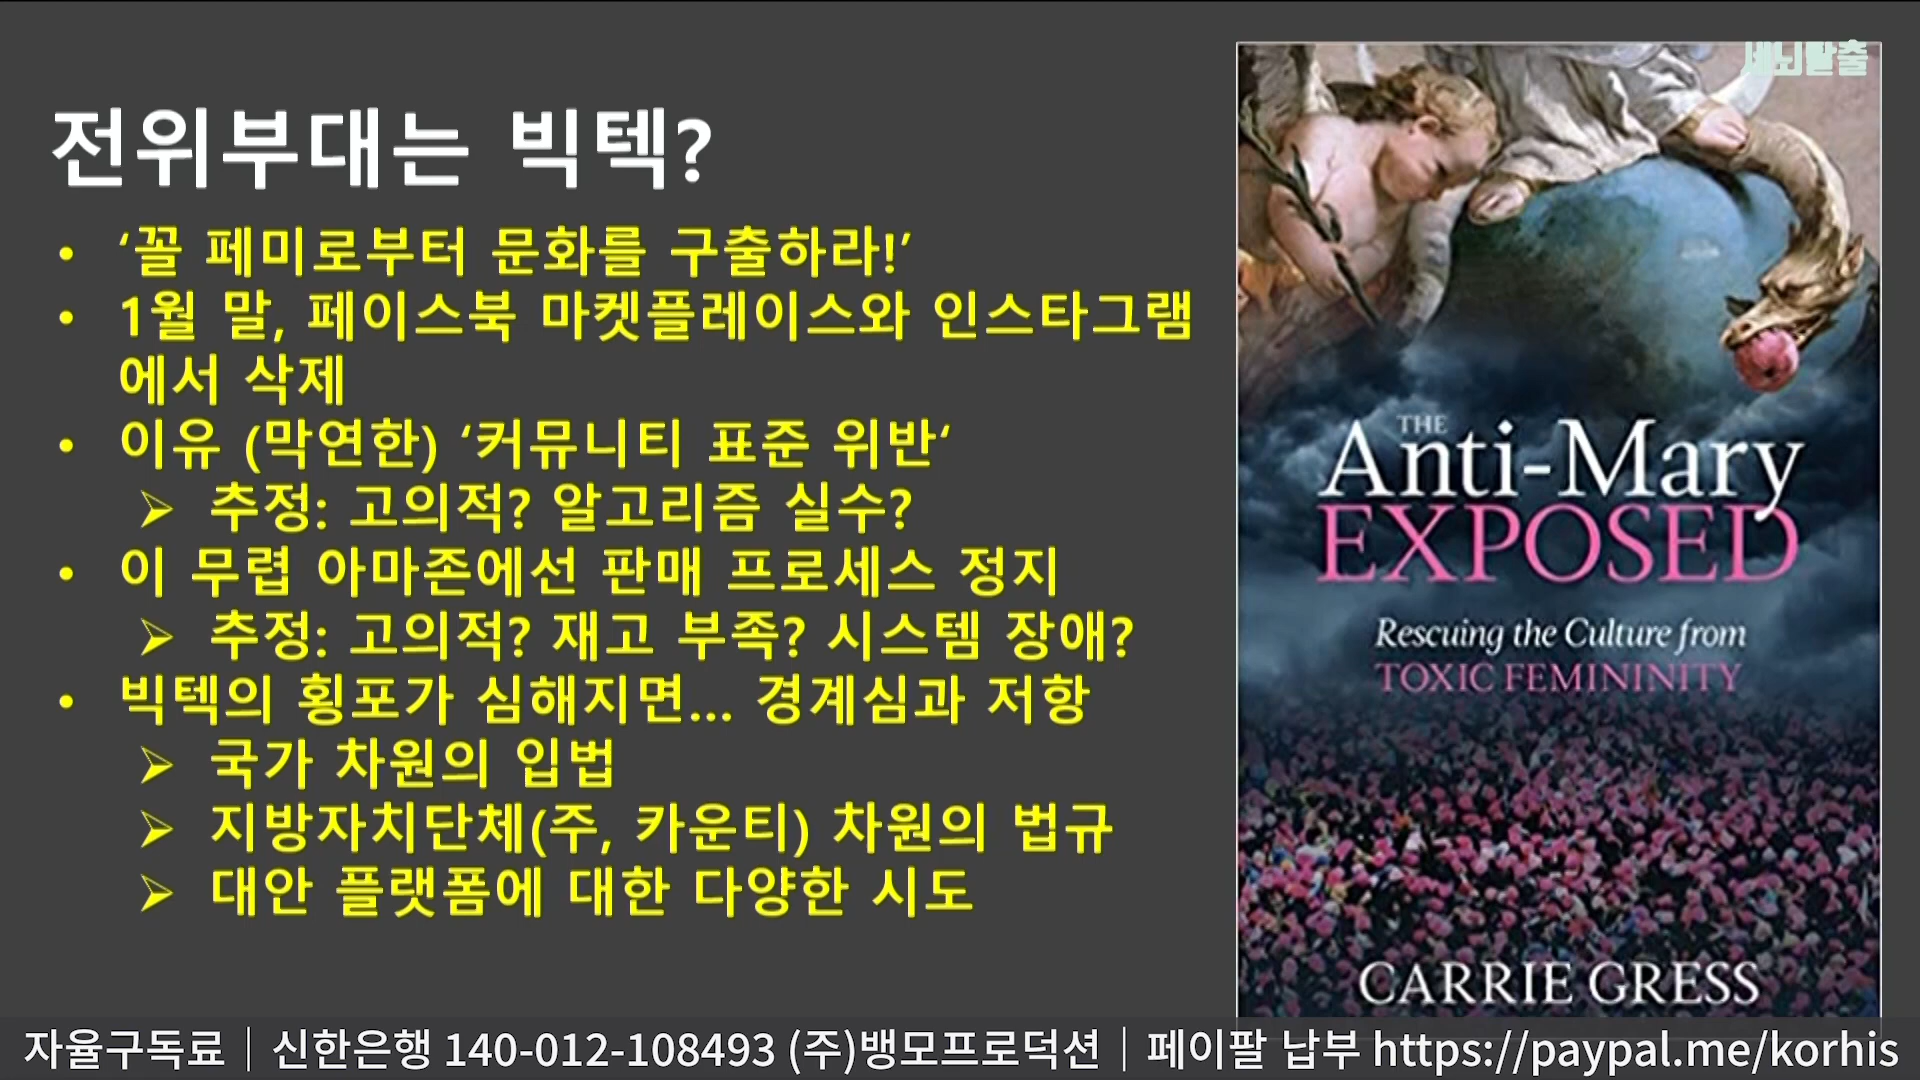 세뇌탈출
전위부대는 빅텍?
• ‘꼴 페미로부터 문화를 구출하라!’
• 1월 말, 페이스북 마켓플레이스와 인스타그램
에서 삭제
• 이유 (막연한) ‘커뮤니티 표준 위반‘
➢ 추정: 고의적? 알고리즘 실수?
• 이 무렵 아마존에선 판매 프로세스 정지
➢ 추정: 고의적? 재고 부족? 시스템 장애?
• 빅텍의 횡포가 심해지면... 경계심과 저항
➢ 국가 차원의 입법
➢ 지방자치단체(주, 카운티) 차원의 법규
➢ 대안 플랫폼에 대한 다양한 시도
THE
Anti-Mary
EXPOSED
Rescuing the Culture from
TOXIC FEMININITY
CARRIE GRESS
자율구독료｜신한은행 140-012-108493 (주)뱅모프로덕션｜페이팔 납부 https://paypal.me/korhis